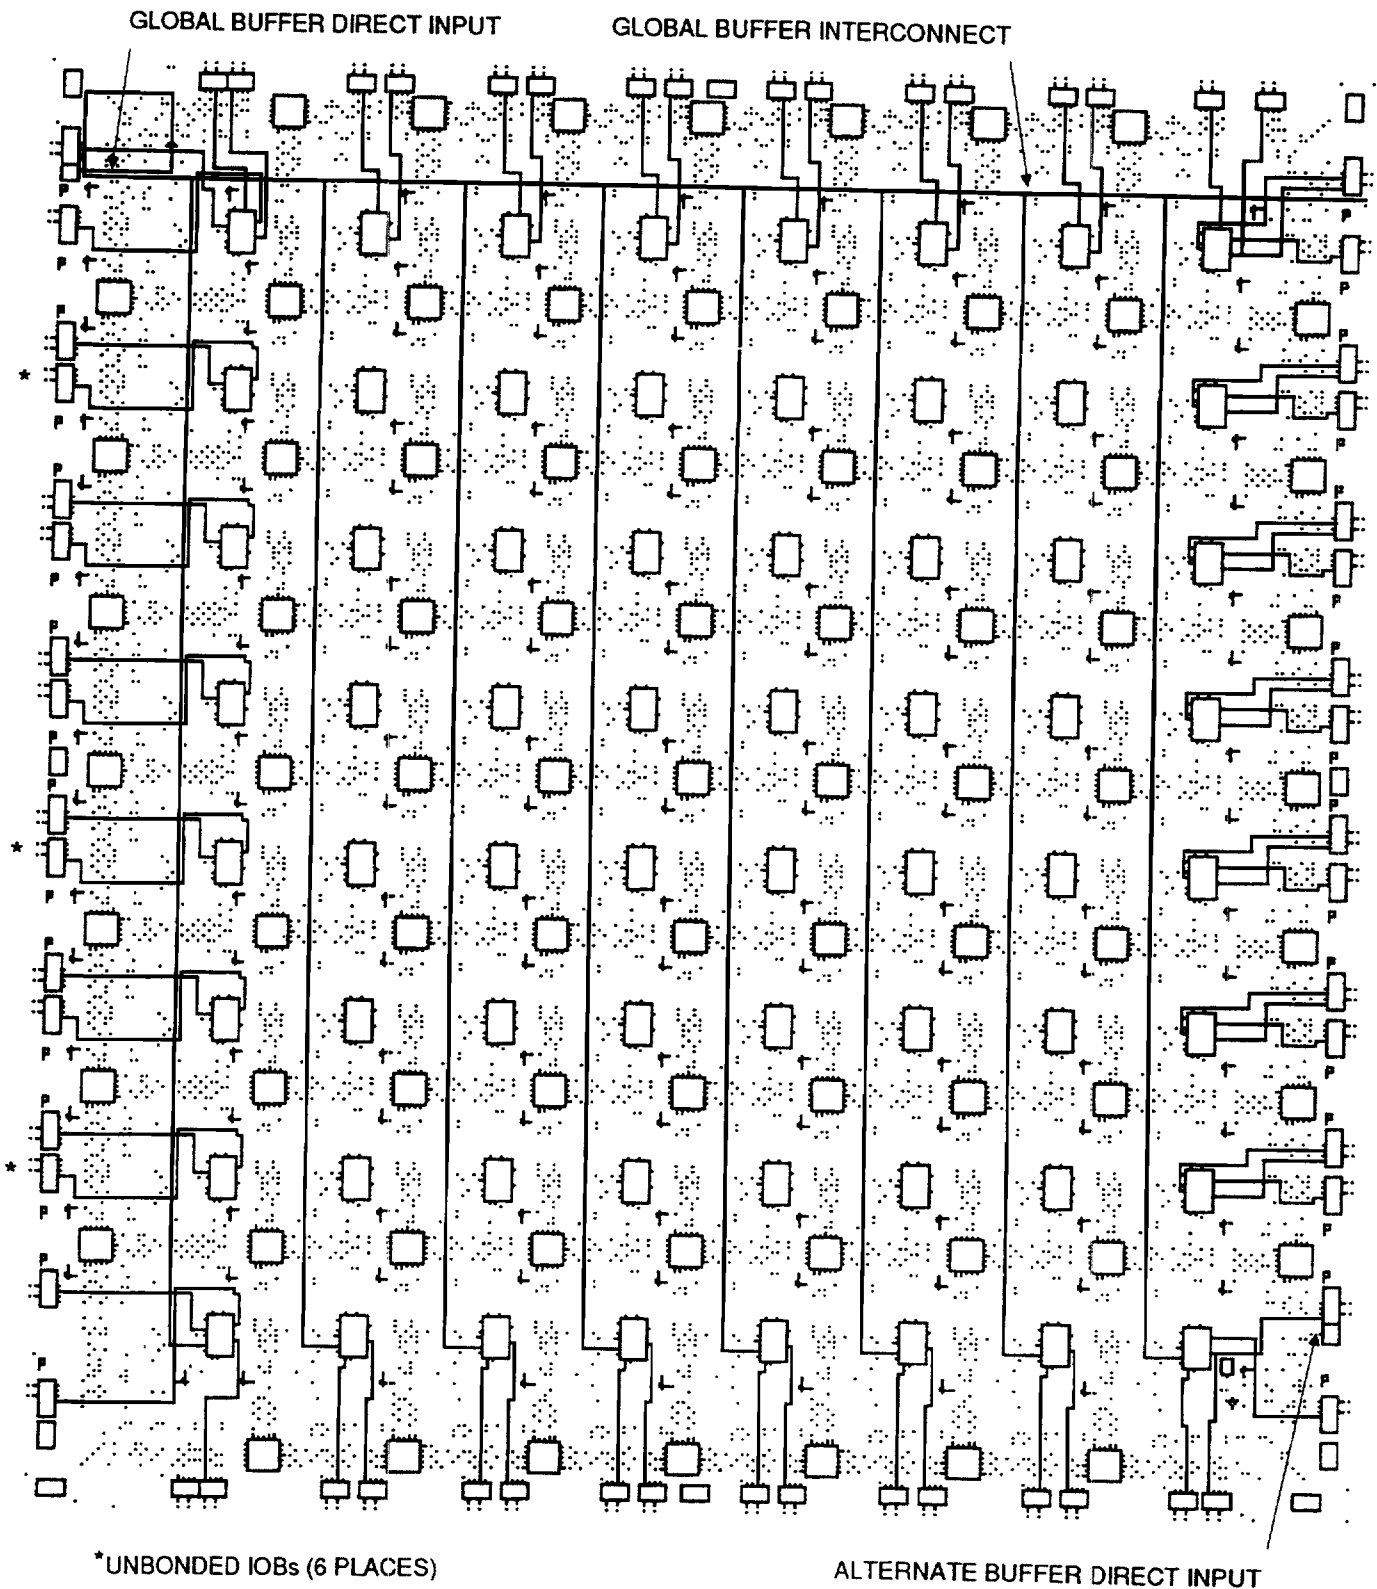 GLOBAL BUFFER DIRECT INPUT
GLOBAL BUFFER INTERCONNECT
*
*
*
*UNBONDED IOBs (6 PLACES)
ALTERNATE BUFFER DIRECT INPUT